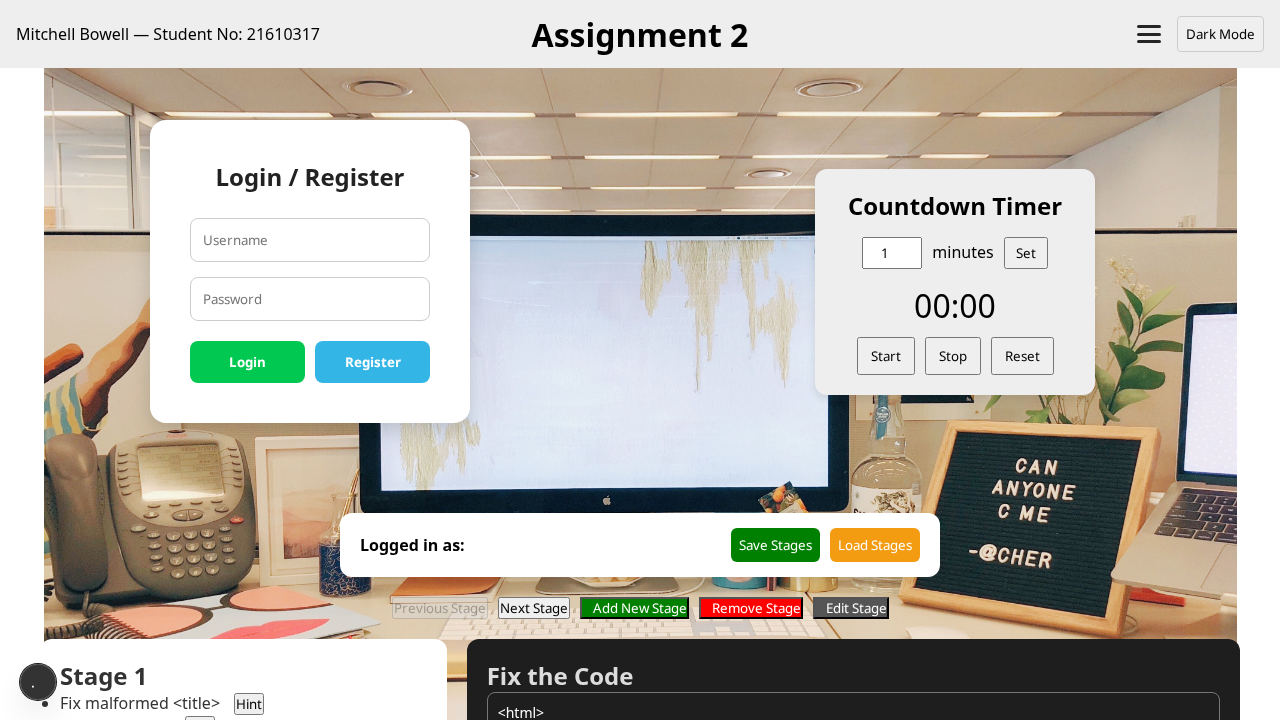 Mitchell Bowell — Student No: 21610317
Assignment 2
Dark Mode
Login / Register
Username
Password
Login
Register
Countdown Timer
1 minutes Set
00:00
Start Stop Reset
CAN
ANYONE
C ME
-@CHER
Logged in as:
Save Stages
Load Stages
Previous Stage
Next Stage
Add New Stage
Remove Stage
Edit Stage
Stage 1
Fix malformed <title> Hint
Fix the Code
<html>